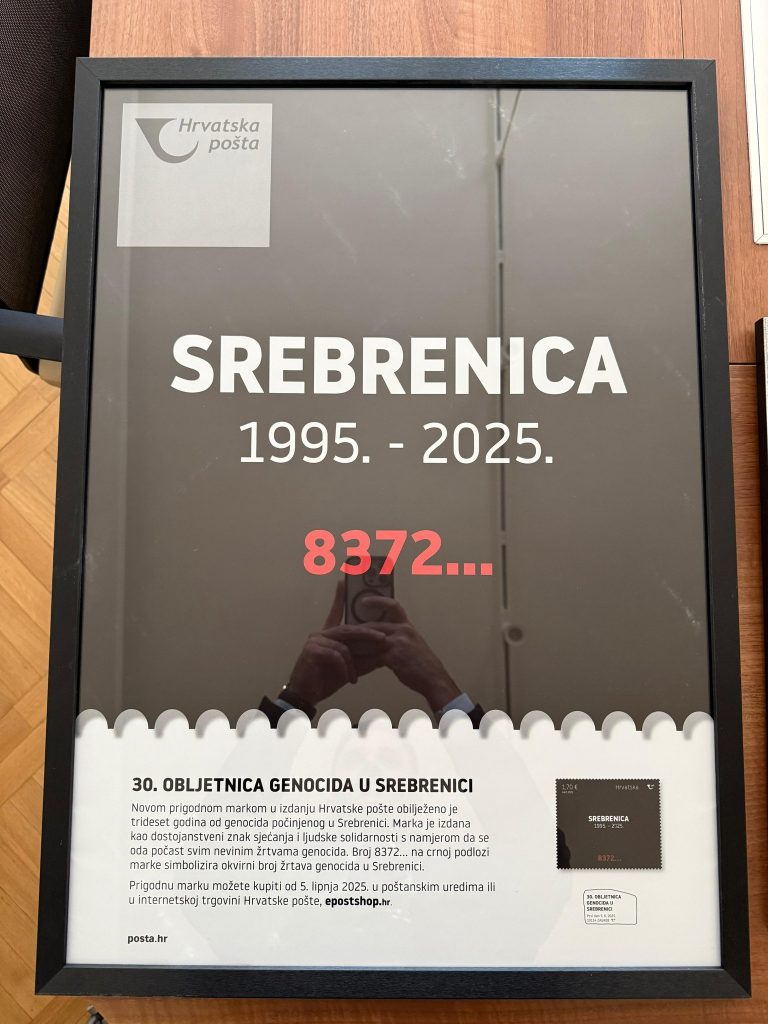 Hrvatska
pošta
SREBRENICA
1995. - 2025.
8372...
30. OBLJETNICA GENOCIDA U SREBRENICI
Novom prigodnom markom u izdanju Hrvatske pošte obilježeno je
trideset godina od genocida počinjenog u Srebrenici. Marka je izdana
kao dostojanstveni znak sjećanja i ljudske solidarnosti s namjerom da se
oda počast svim nevinim žrtvama genocida. Broj 8372... na crnoj podlozi
marke simbolizira okvirni broj žrtava genocida u Srebrenici.
Prigodnu marku možete kupiti od 5. lipnja 2025. u poštanskim uredima ili
u internetskoj trgovini Hrvatske pošte, epostshop.hr.
posta.hr
1,70 €
Hrvatska
SREBRENICA
1995. - 2025.
8372...
30. OBLJETNICA
GENOCIDA U
SREBRENICI